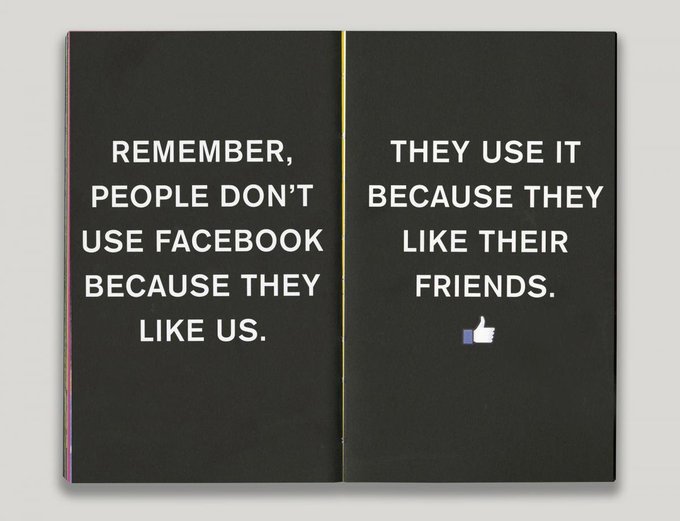 REMEMBER,
PEOPLE DON'T
USE FACEBOOK
BECAUSE THEY
LIKE US.
THEY USE IT
BECAUSE THEY
LIKE THEIR
FRIENDS.